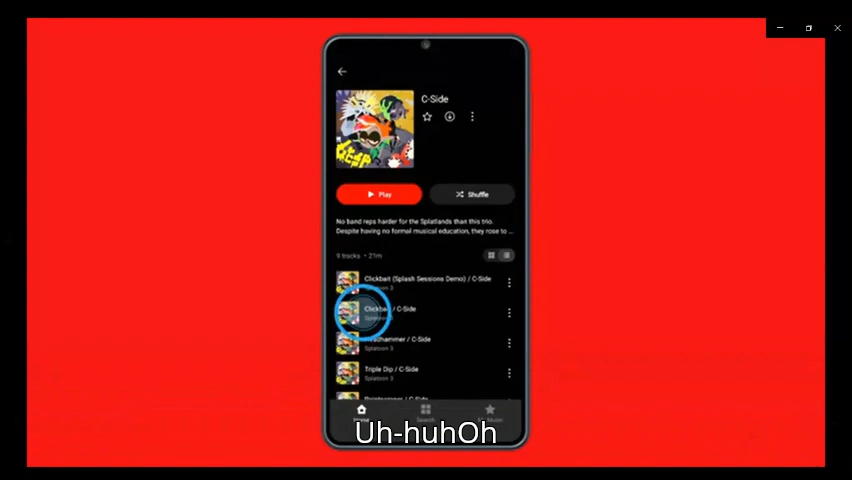 C-Side
Play
Shuffle
No band reps harder for the Splatlands than this trio.
Despite having no formal musical education, they rose to ...
9 tracks • 21m
Clickbait (Splash Sessions Demo) / C-Side
Splatoon 3
/ C-Side
/ C-Side
Splatoon 3
Triple Dip / C-Side
Splatoon 3
Uh-huhOh